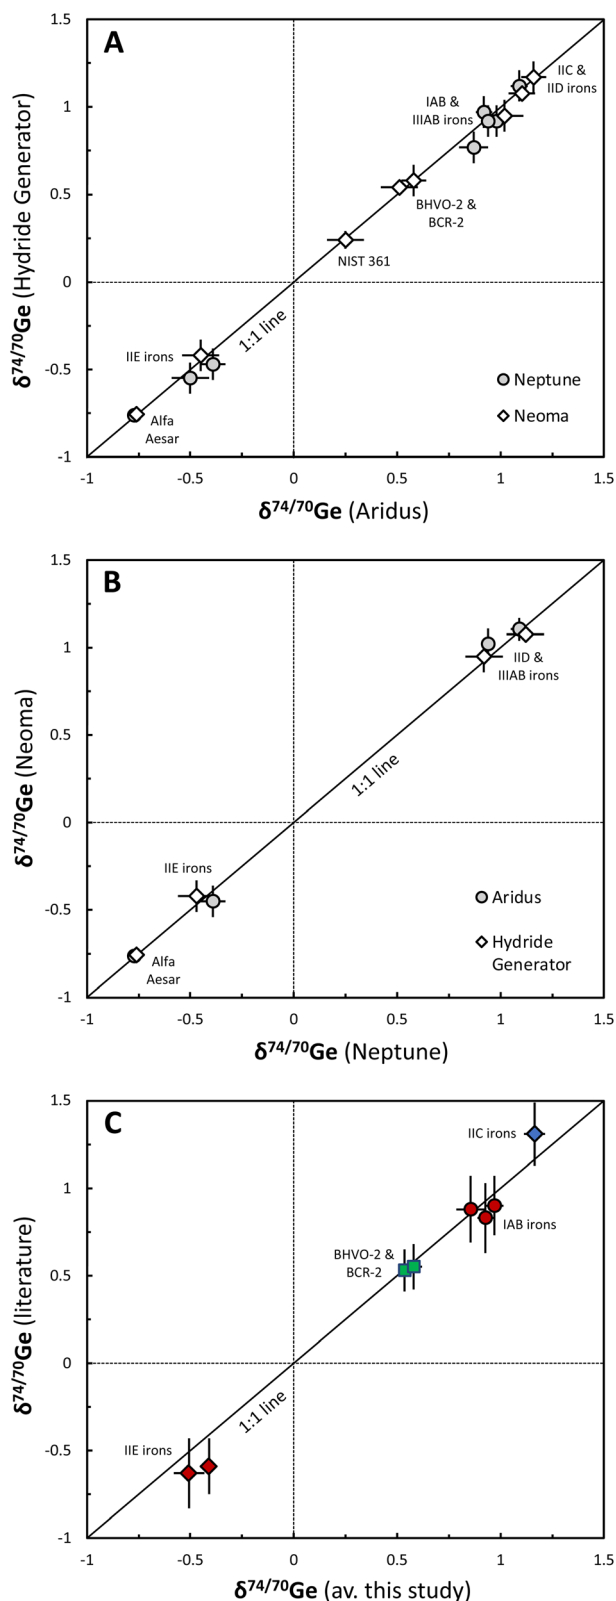 A
1.5
1
0.5
0
-0.5
-1
δ74/70Ge (Hydride Generator)
IIC &
IID irons
IAB &
IIIAB irons
BHVO-2 &
BCR-2
NIST 361
1:1 line
IIE irons
Alfa
Aesar
Neptune
Neoma
-1 -0.5 0 0.5 1 1.5
δ74/70Ge (Aridus)
B
1.5
1
0.5
0
-0.5
-1
δ74/70Ge (Neoma)
IID &
IIIAB irons
1:1 line
IIE irons
Alfa
Aesar
Aridus
Hydride
Generator
-1 -0.5 0 0.5 1 1.5
δ74/70Ge (Neptune)
C
1.5
1
0.5
0
-0.5
-1
δ74/70Ge (literature)
IIC irons
IAB irons
BHVO-2 &
BCR-2
1:1 line
IIE irons
-1 -0.5 0 0.5 1 1.5
δ74/70Ge (av. this study)